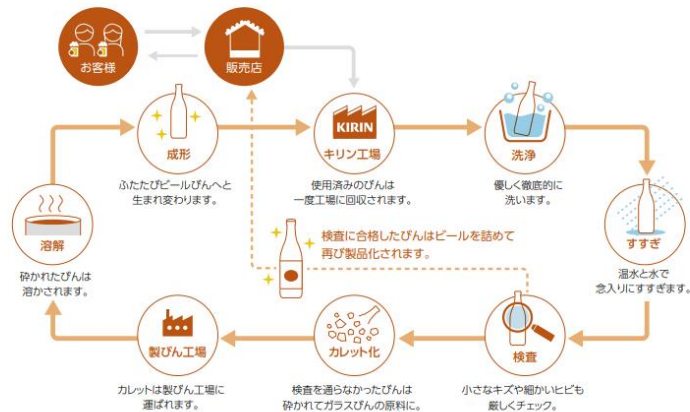 お客様
販売店
成形
ふたたびビールびんへと
生まれ変わります。
KIRIN
キリン工場
使用済みのびんは
一度工場に回収されます。
洗浄
優しく徹底的に
洗います。
溶解
砕かれたびんは
溶かされます。
検査に合格したびんはビールを詰めて
再び製品化されます。
すすぎ
温水と水で
念入りにすすぎます。
製びん工場
カレットは製びん工場に
運ばれます。
カレット化
検査を通らなかったびんは
砕かれてガラスびんの原料に。
検査
小さなキズや細かいヒビも
厳しくチェック。